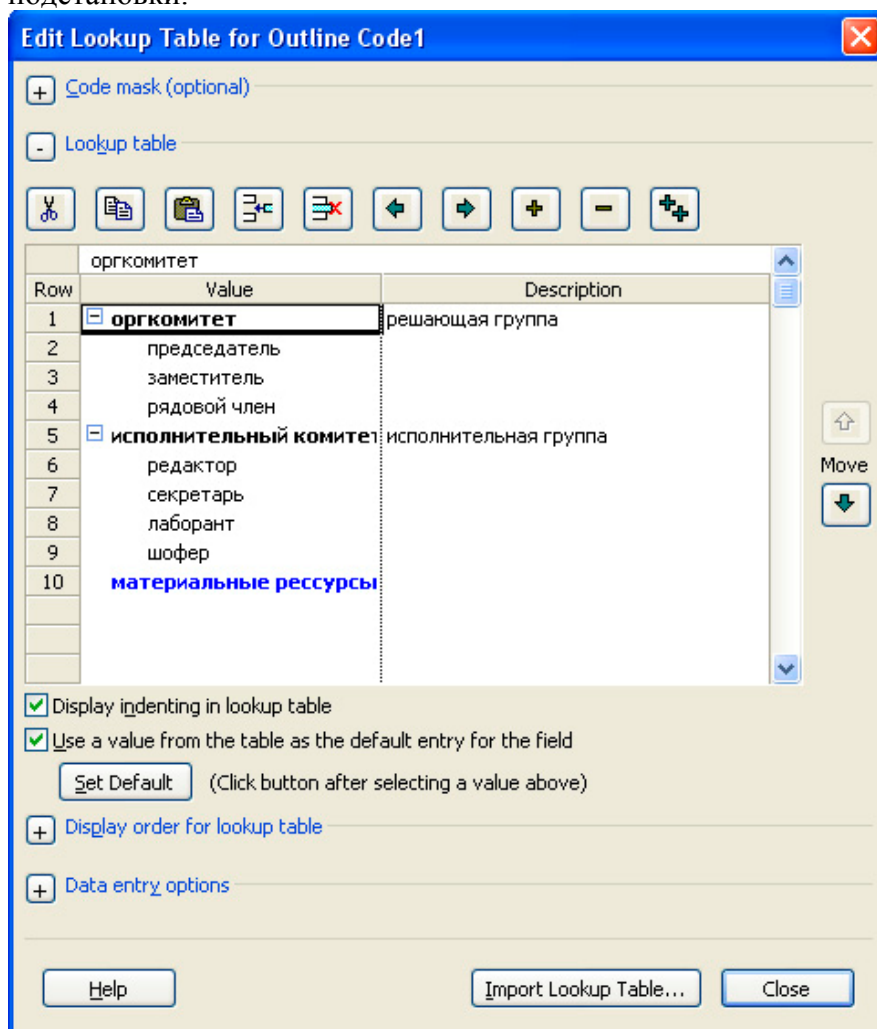 подстановки.
Edit Lookup Table for Outline Code1
Code mask (optional)
Lookup table
оргкомитет
Row Value Description
1 оргкомитет решающая группа
2 председатель
3 заместитель
4 рядовой член
5 исполнительный комитет исполнительная группа
6 редактор
7 секретарь
8 лаборант
9 шофер
10 материальные рессурсы
Move
Display indenting in lookup table
Use a value from the table as the default entry for the field
Set Default (Click button after selecting a value above)
Display order for lookup table
Data entry options
Help Import Lookup Table... Close